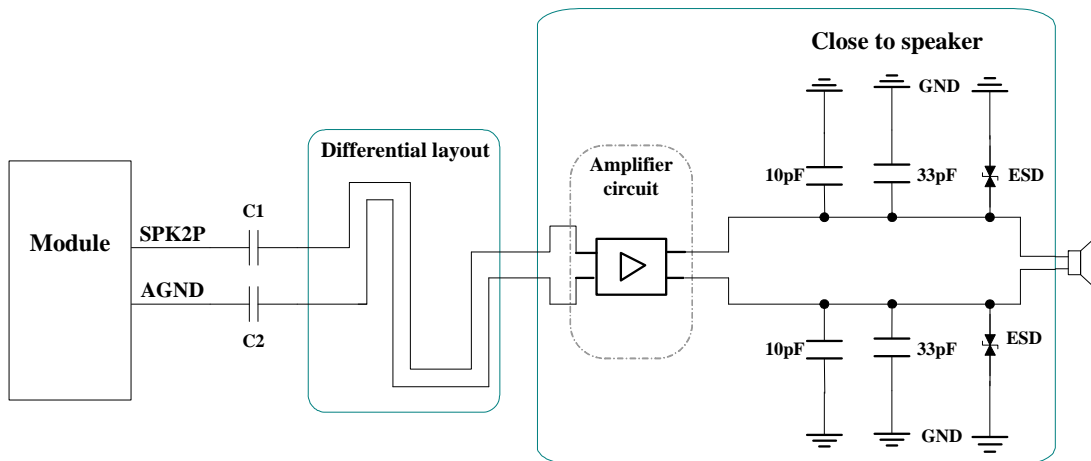 Close to speaker
GND
Differential layout
Amplifier
circuit
10pF
33pF
ESD
C1
SPK2P
Module
AGND
C2
10pF
33pF
ESD
GND